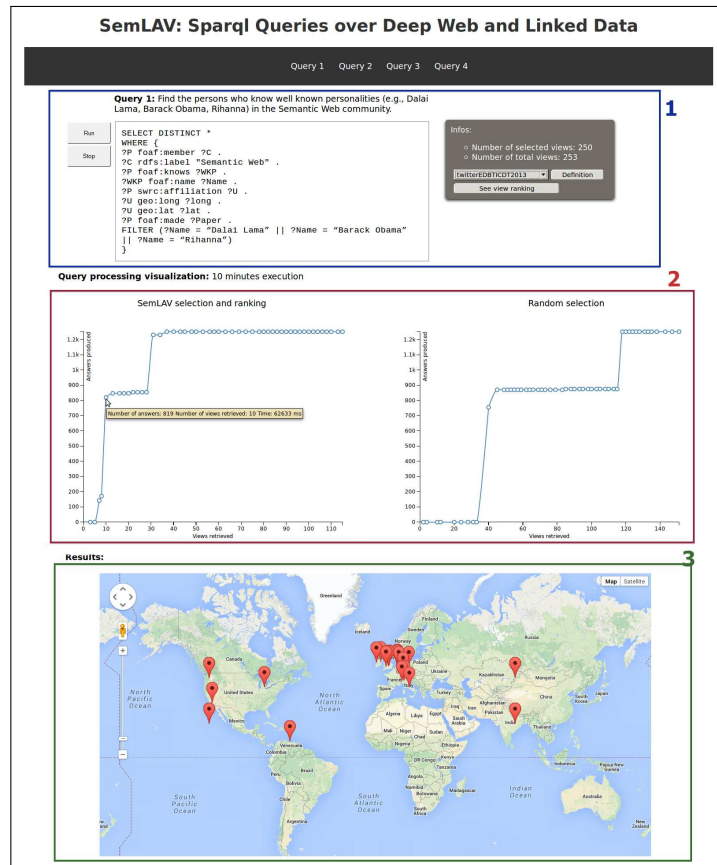 SemLAV: Sparql Queries over Deep Web and Linked Data
Query 1 Query 2 Query 3 Query 4
1
Query 1: Find the persons who know well known personalities (e.g., Dalai
Lama, Barack Obama, Rihanna) in the Semantic Web community.
Run
Stop
SELECT DISTINCT *
WHERE {
?P foaf:member ?C .
?C rdfs:label "Semantic Web" .
?P foaf:knows ?WKP .
?WKP foaf:name ?Name .
?P swrc:affiliation ?U .
?U geo:long ?long .
?U geo:lat ?lat .
?P foaf:made ?Paper .
FILTER (?Name = “Dalai Lama” || ?Name = “Barack Obama”
|| ?Name = “Rihanna”)
}
Infos:
Number of selected views: 250
Number of total views: 253
twitterEDBTICDT2013 Definition
See view ranking
Query processing visualization: 10 minutes execution
2
SemLAV selection and ranking
Answers produced
1.2k
1.1k
1k
900
800
700
600
500
400
300
200
100
0
Number of answers: 819 Number of views retrieved: 10 Time: 62633 ms
0 10 20 30 40 50 60 70 80 90 100 110
Views retrieved
Random selection
Answers produced
1.2k
1.1k
1k
900
800
700
600
500
400
300
200
100
0
0 20 40 60 80 100 120 140
Views retrieved
Results:
3
Map Satellite
Greenland
Iceland
Finland
Sweden
Norway
Russia
Canada
Poland
Ukraine
Kazakhstan
Mongolia
France
Italy
Spain
Turkey
North
Pacific
Ocean
United States
North
Atlantic
Ocean
China
South
Korea
Japan
Iraq
Iran
Afghanistan
Pakistan
Mexico
Algeria
Libya
Egypt
Saudi
Arabia
India
Thailand
Mali
Niger
Chad
Sudan
Nigeria
Ethiopia
Venezuela
Colombia
DR Congo
Kenya
Tanzania
Indonesia
Papua New
Guinea
Brazil
Peru
Bolivia
Angola
Namibia
Botswana
Madagascar
Indian
Ocean
Australia
South
Pacific
Ocean
Chile
South
Atlantic
Ocean
South
Africa
Argentina
New
Zealand